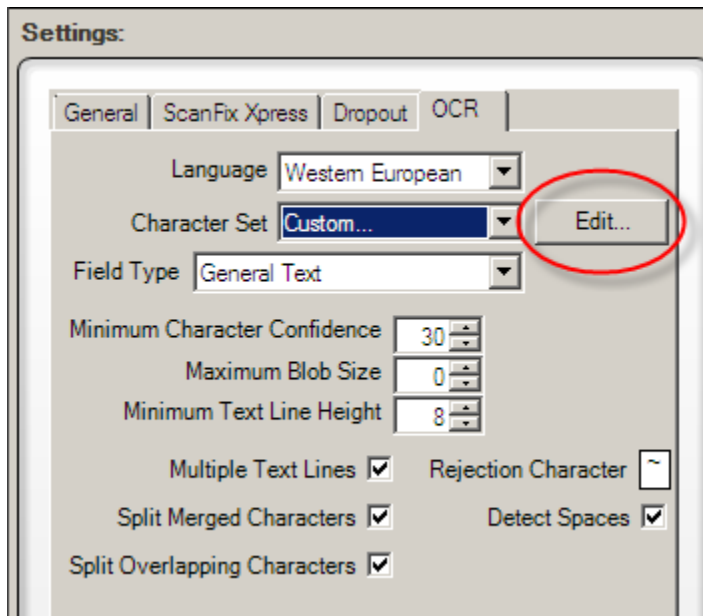 Settings:
General ScanFix Xpress Dropout OCR
Language Western European
Character Set Custom... Edit...
Field Type General Text
Minimum Character Confidence 30
Maximum Blob Size 0
Minimum Text Line Height 8
Multiple Text Lines Rejection Character ~
Split Merged Characters Detect Spaces
Split Overlapping Characters